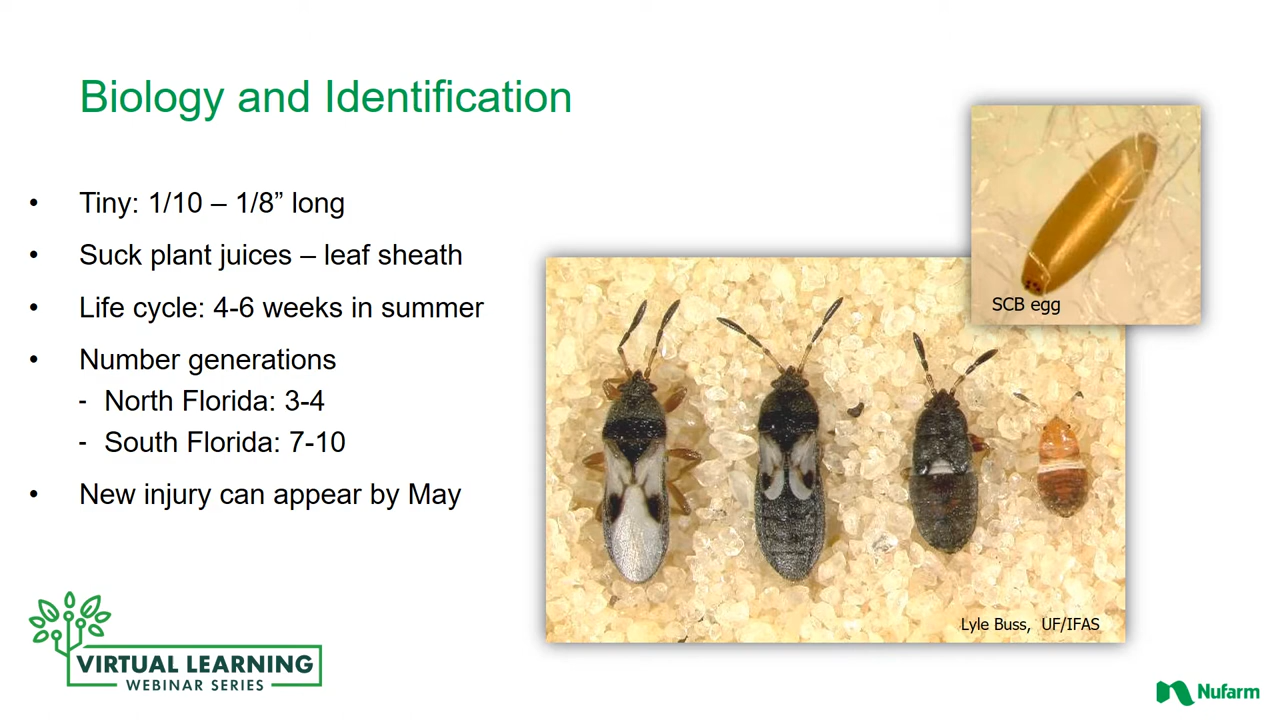 Biology and Identification
• Tiny: 1/10 – 1/8” long
• Suck plant juices – leaf sheath
• Life cycle: 4-6 weeks in summer
• Number generations
- North Florida: 3-4
- South Florida: 7-10
• New injury can appear by May
SCB egg
Lyle Buss, UF/IFAS
VIRTUAL LEARNING
WEBINAR SERIES
Nufarm